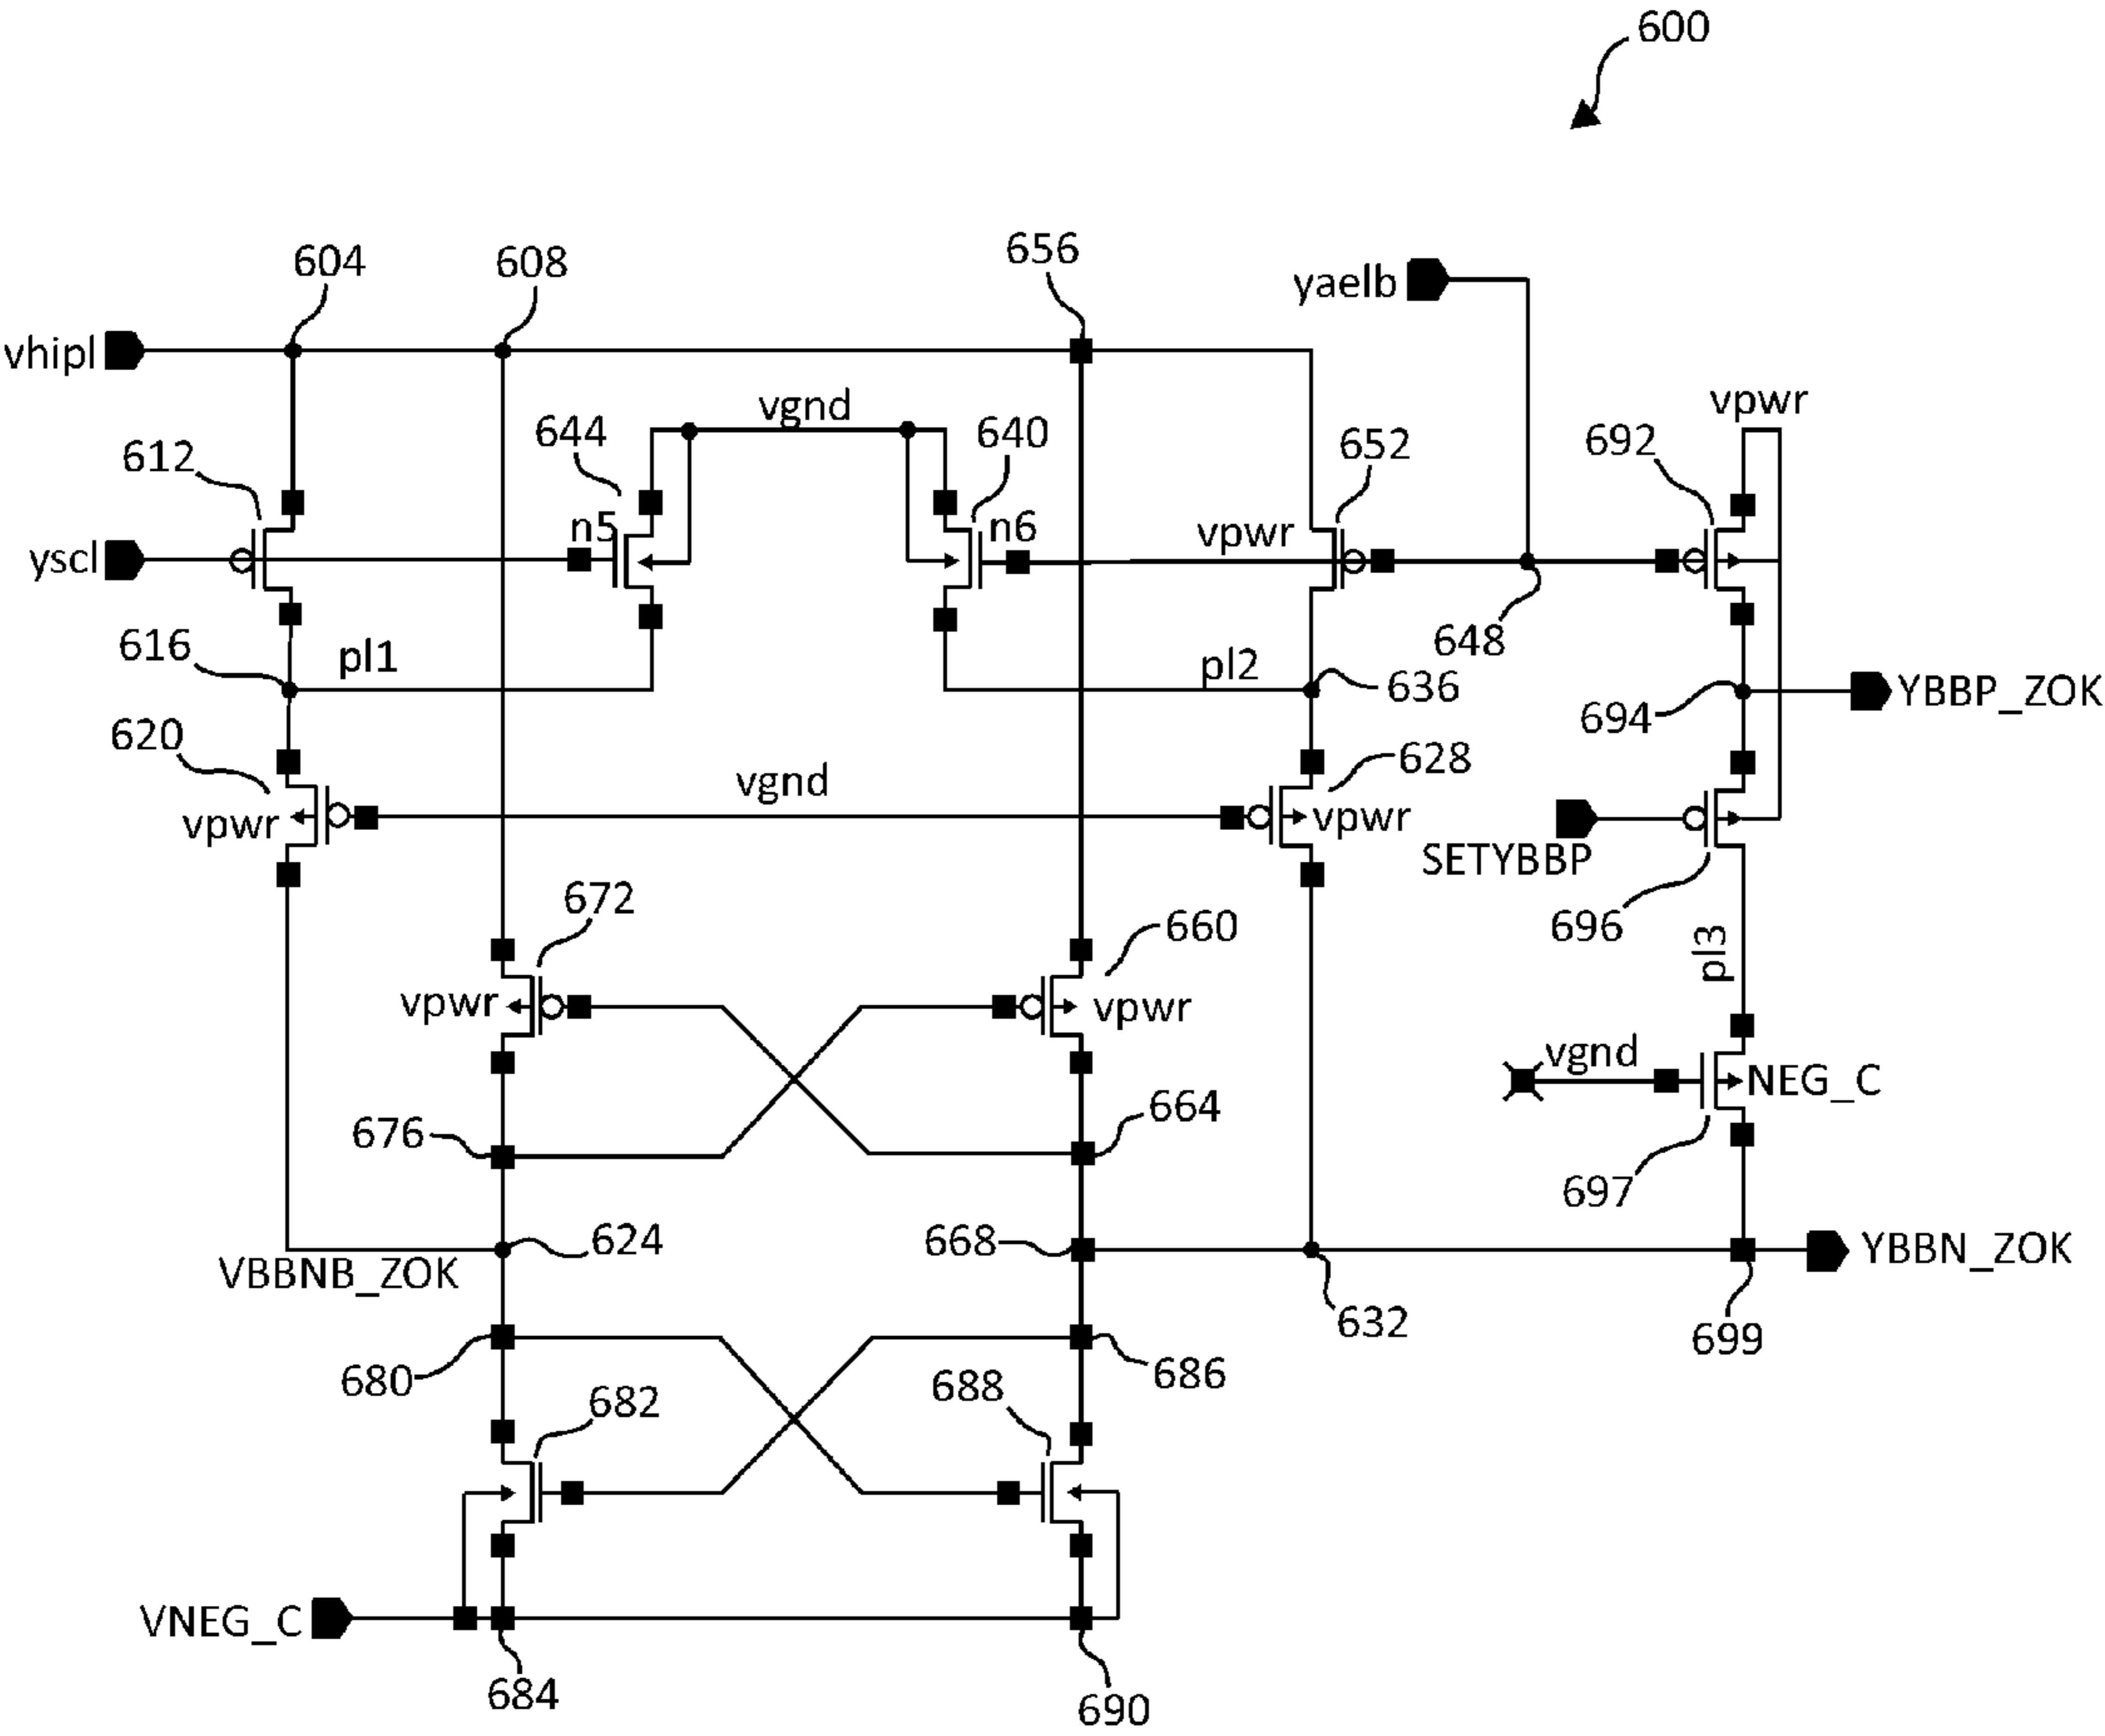 600
604
608
656
yaelb
vhipl
vgnd
vpwr
612
644
640
652
692
n5
n6
vpwr
yscl
648
616
pl1
pl2
636
694
YBBP_ZOK
620
vgnd
628
vpwr
vpwr
SETYBBP
672
660
696
pl3
vpwr
vpwr
vgnd
NEG_C
676
664
697
624
668
YBBN_ZOK
VBBNB_ZOK
632
699
680
682
688
686
VNEG_C
684
690